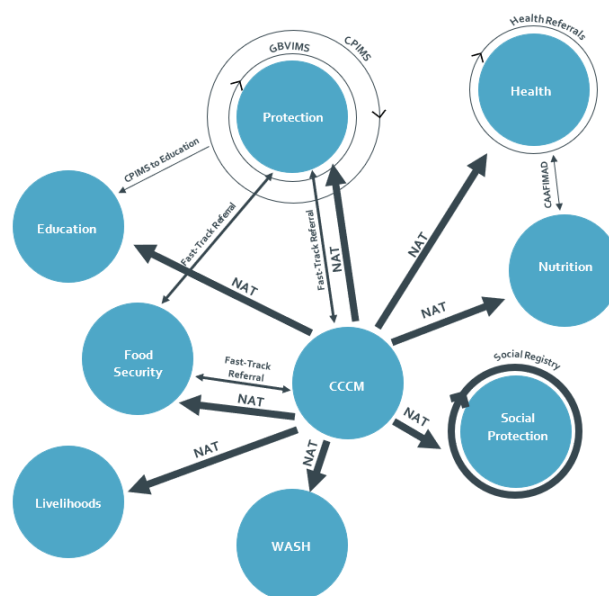 Health Referrals
GBVIMS
CPIMS
Protection
Health
CPIMS to Education
CAAFIMAD
Education
Fast-Track Referral
Fast-Track Referral
NAT
NAT
NAT
Nutrition
NAT
Food
Security
Fast-Track
Referral
CCCM
Social Registry
NAT
NAT
Social
Protection
NAT
NAT
Livelihoods
WASH